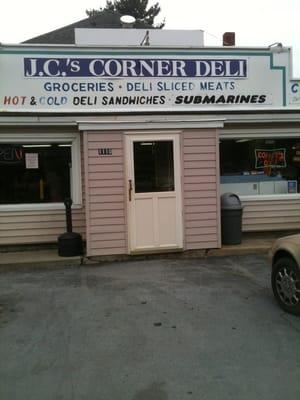 J.C.'s CORNER DELI
GROCERIES · DELI SLICED MEATS
HOT & COLD DELI SANDWICHES · SUBMARINES